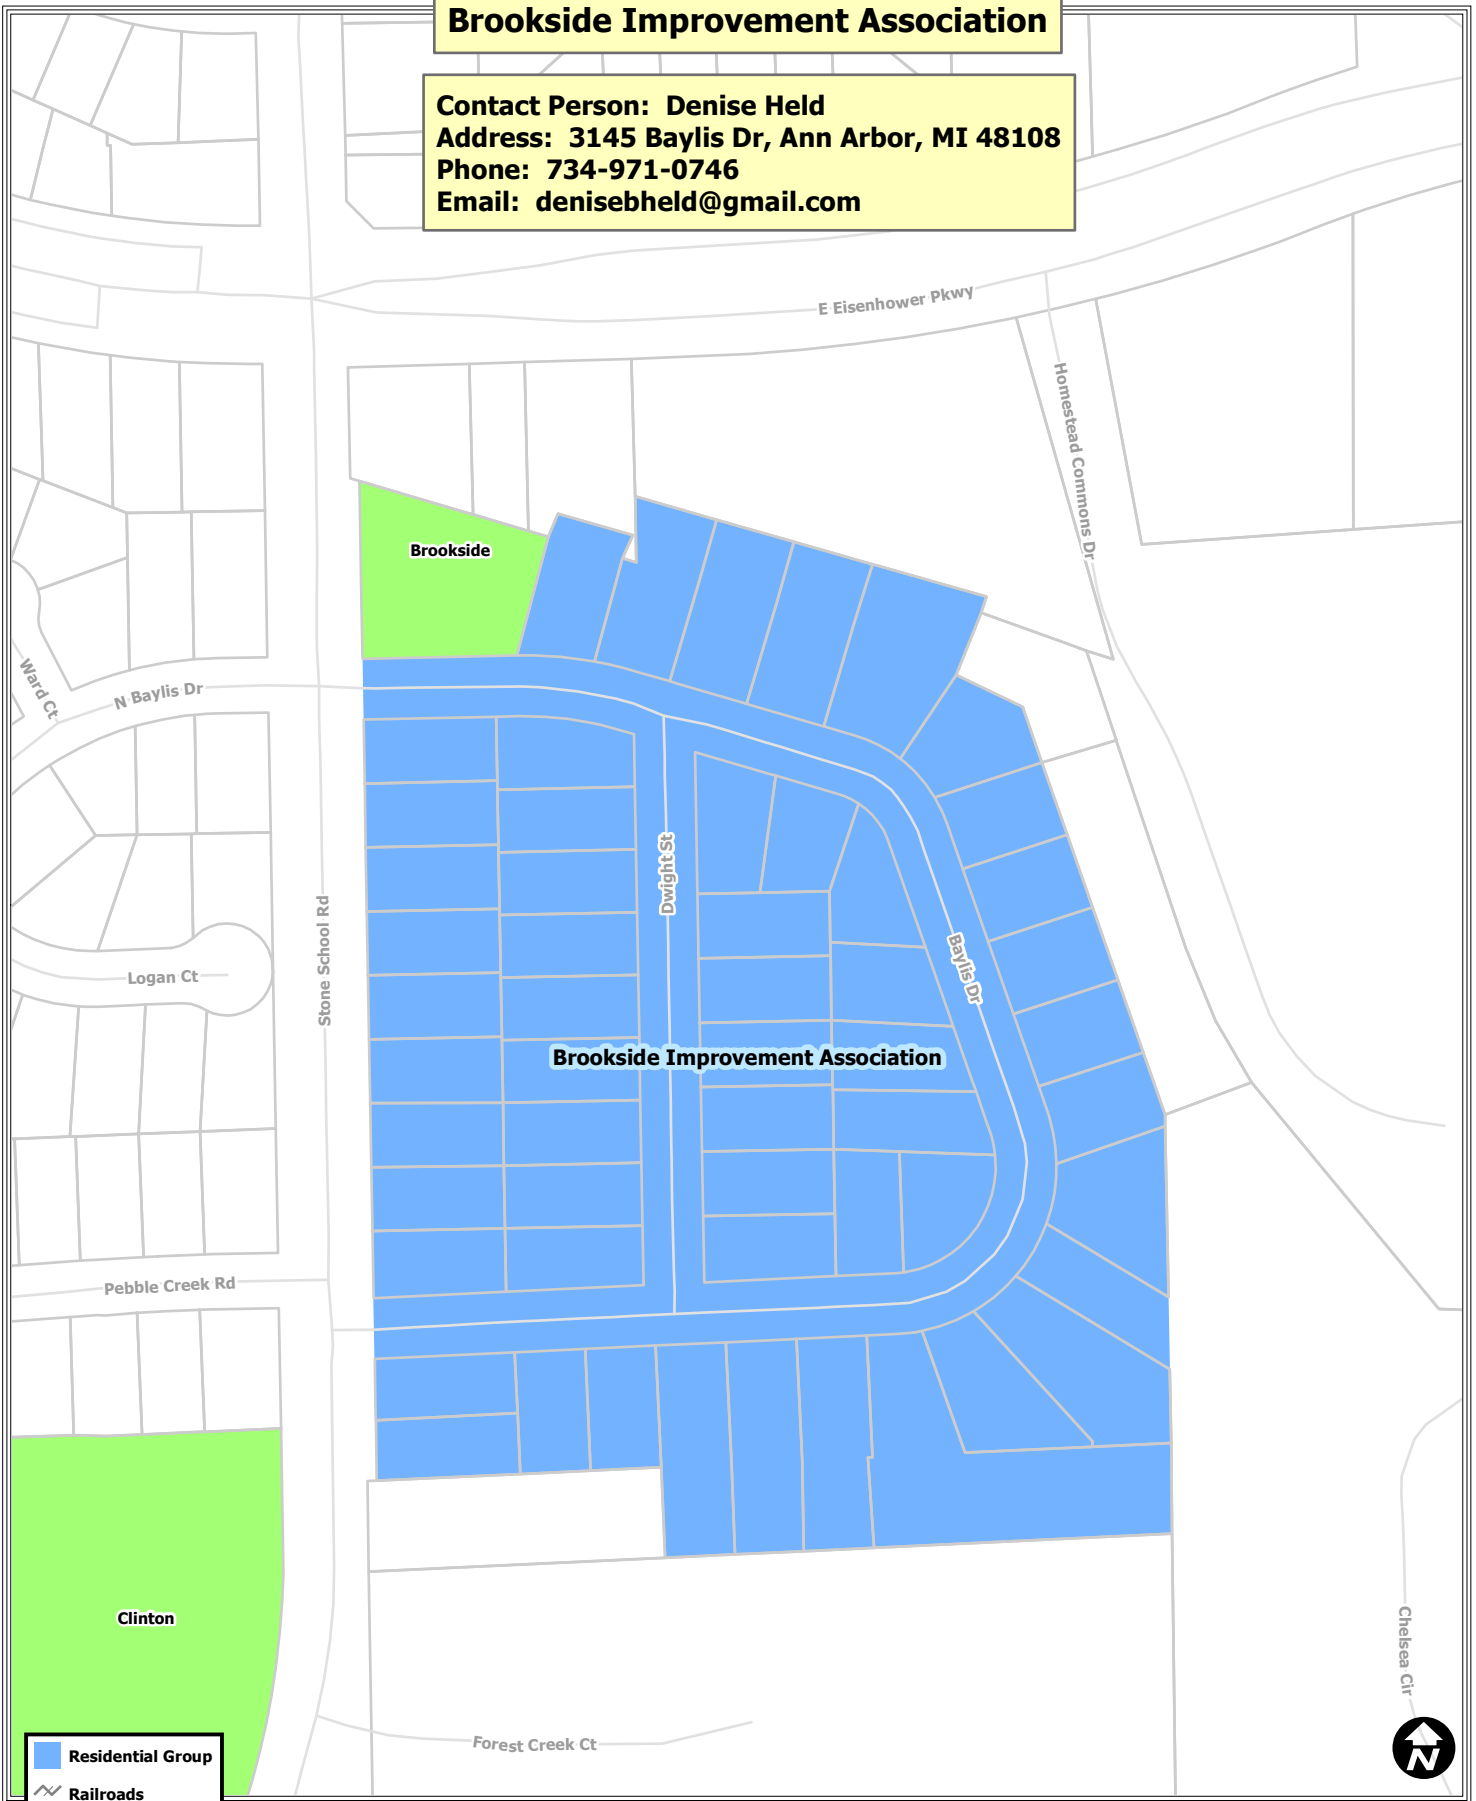 Brookside Improvement Association
Contact Person: Denise Held
Address: 3145 Baylis Dr, Ann Arbor, MI 48108
Phone: 734-971-0746
Email: denisebheld@gmail.com
E Eisenhower Pkwy
Homestead Commons Dr
Brookside
Ward Ct
N Baylis Dr
Dwight St
Stone School Rd
Baylis Dr
Logan Ct
Brookside Improvement Association
Pebble Creek Rd
Clinton
Chelsea Cir
Forest Creek Ct
Residential Group
Railroads
N